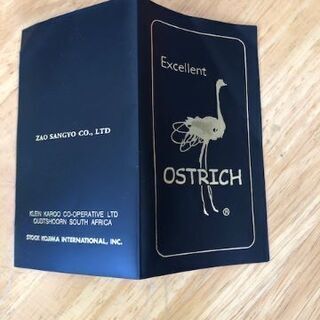 Excellent
OSTRICH
®
ZAO SANGYO CO., LTD
KLEIN KAROO CO-OPERATIVE LTD
OUDTSHOORN SOUTH AFRICA
STOCK KOJIMA INTERNATIONAL, INC.